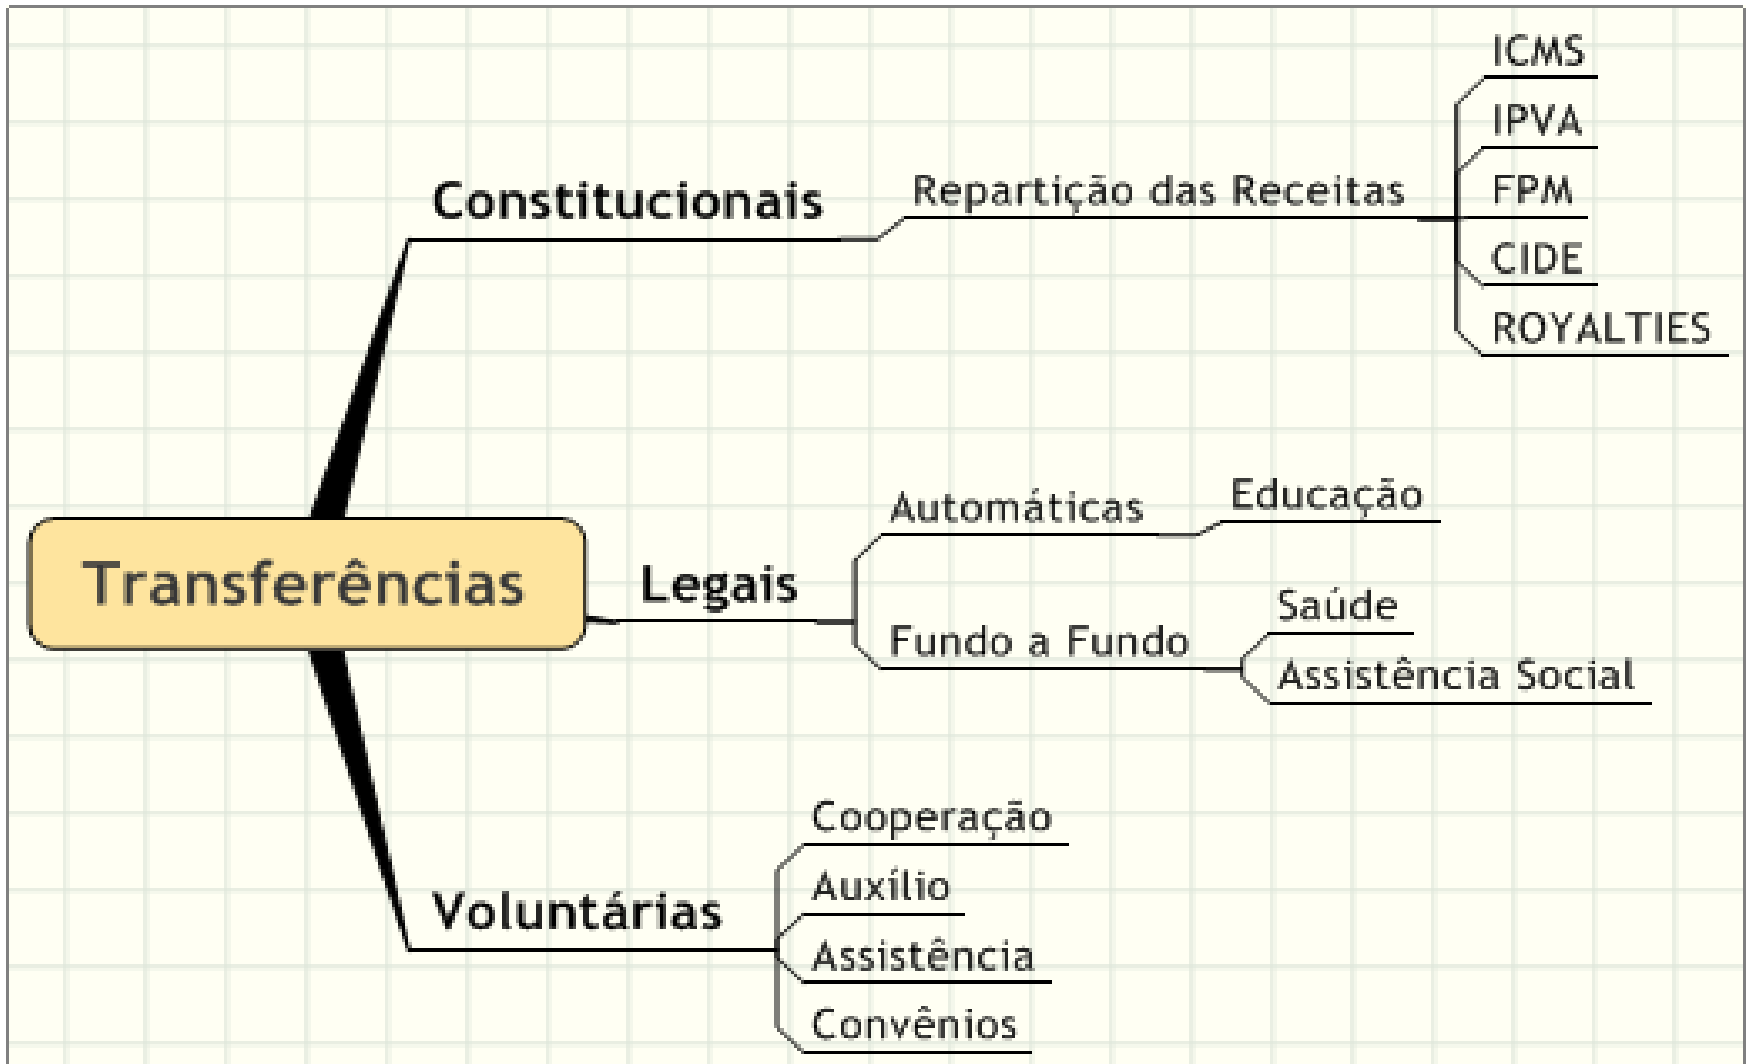 Transferências
Constitucionais
Repartição das Receitas
ICMS
IPVA
FPM
CIDE
ROYALTIES
Legais
Automáticas
Educação
Fundo a Fundo
Saúde
Assistência Social
Voluntárias
Cooperação
Auxílio
Assistência
Convênios